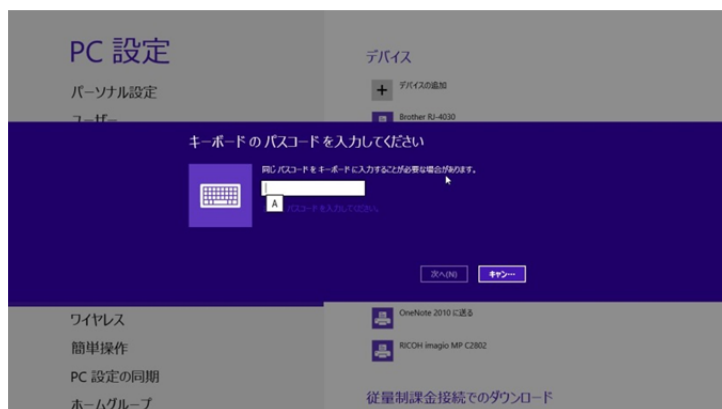 PC 設定
パーソナル設定
ユーザー
デバイス
デバイスの追加
Brother RJ-4030
キーボード の パスコード を入力してください
同じ パスコード を キーボード に入力することが必要な場合があります。
A
パスコード を入力してください。
次へ(N)
キャン…
ワイヤレス
簡単操作
PC 設定の同期
ホームグループ
OneNote 2010 に送る
RICOH imagio MP C2802
従量制課金接続でのダウンロード